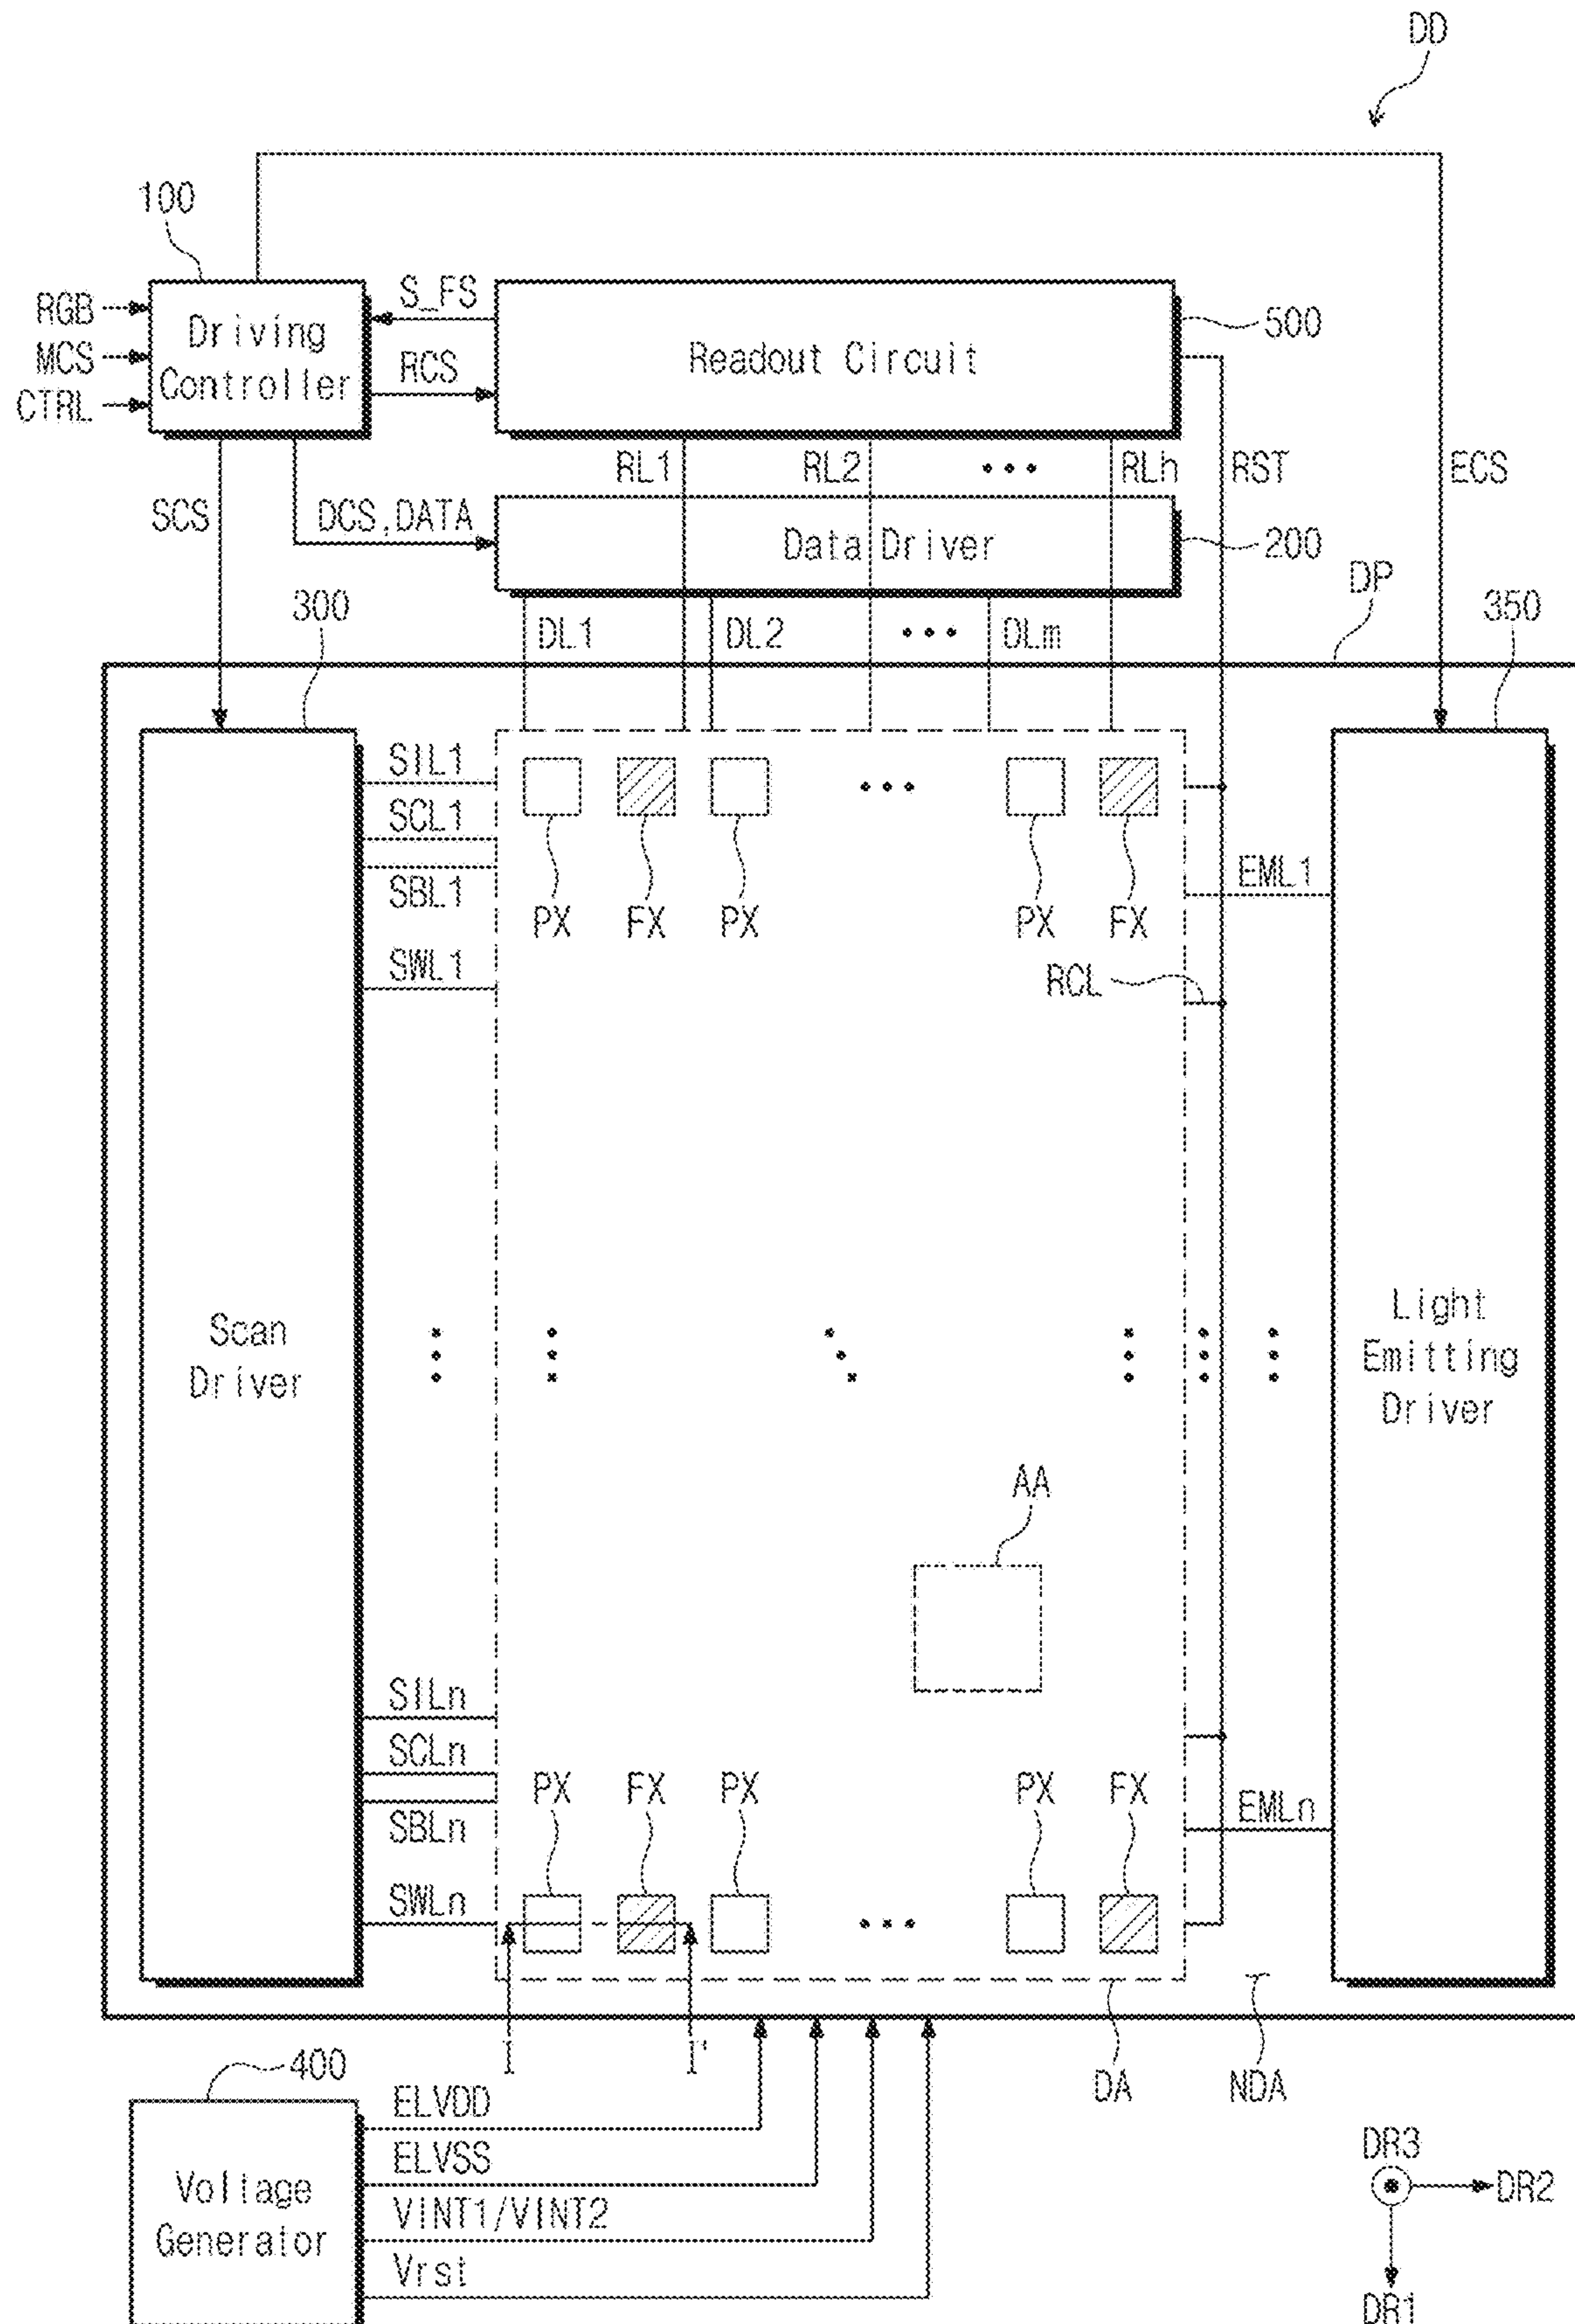 DD
100
RGB
MCS
CTRL
Driving
Controller
S_FS
RCS
Readout Circuit
500
SCS
DCS,DATA
RL1
RL2
RLh
RST
ECS
Data Driver
200
300
DL1
DL2
DLm
DP
350
SIL1
SCL1
SBL1
SWL1
PX
FX
PX
PX
FX
EML1
RCL
Scan
Driver
Light
Emitting
Driver
AA
SILn
SCLn
SBLn
SWLn
PX
FX
PX
PX
FX
EMLn
I
I'
DA
NDA
400
Voltage
Generator
ELVDD
ELVSS
VINT1/VINT2
Vrst
DR3
DR2
DR1